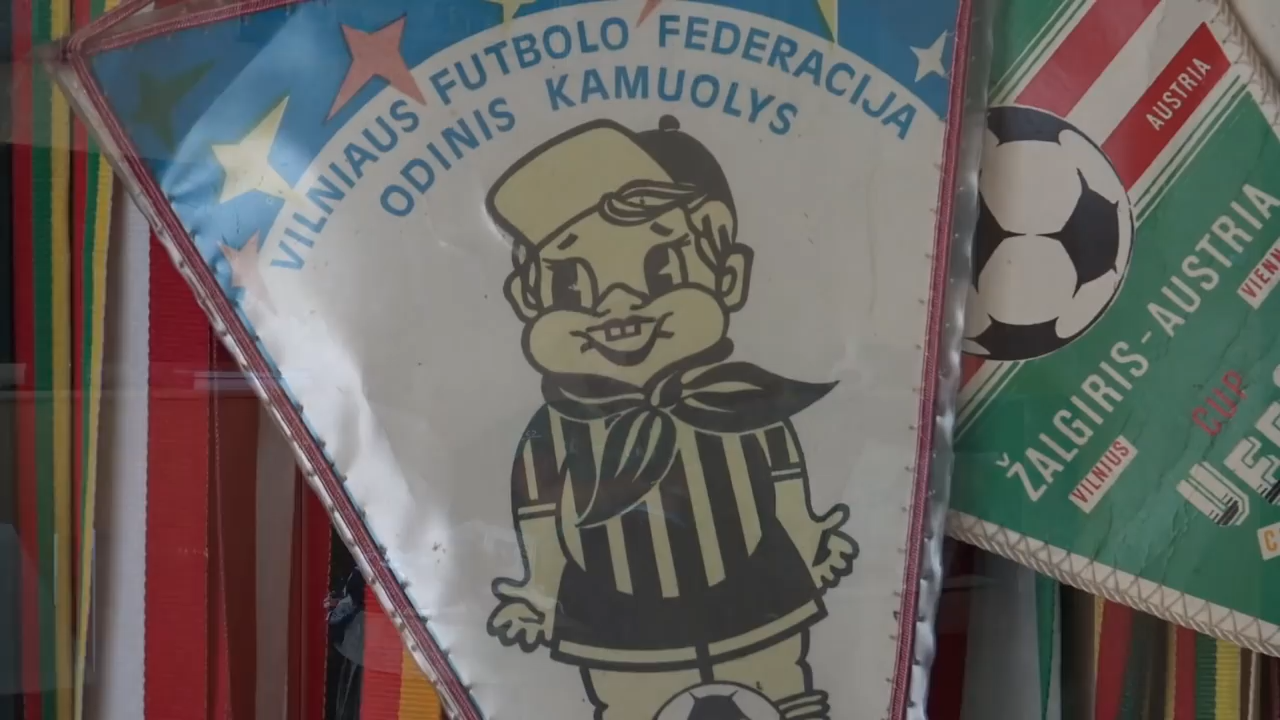 VILNIAUS FUTBOLO FEDERACIJA
ODINIS KAMUOLYS
AUSTRIA
ŽALGIRIS-AUSTRIA
VILNIUS
CUP